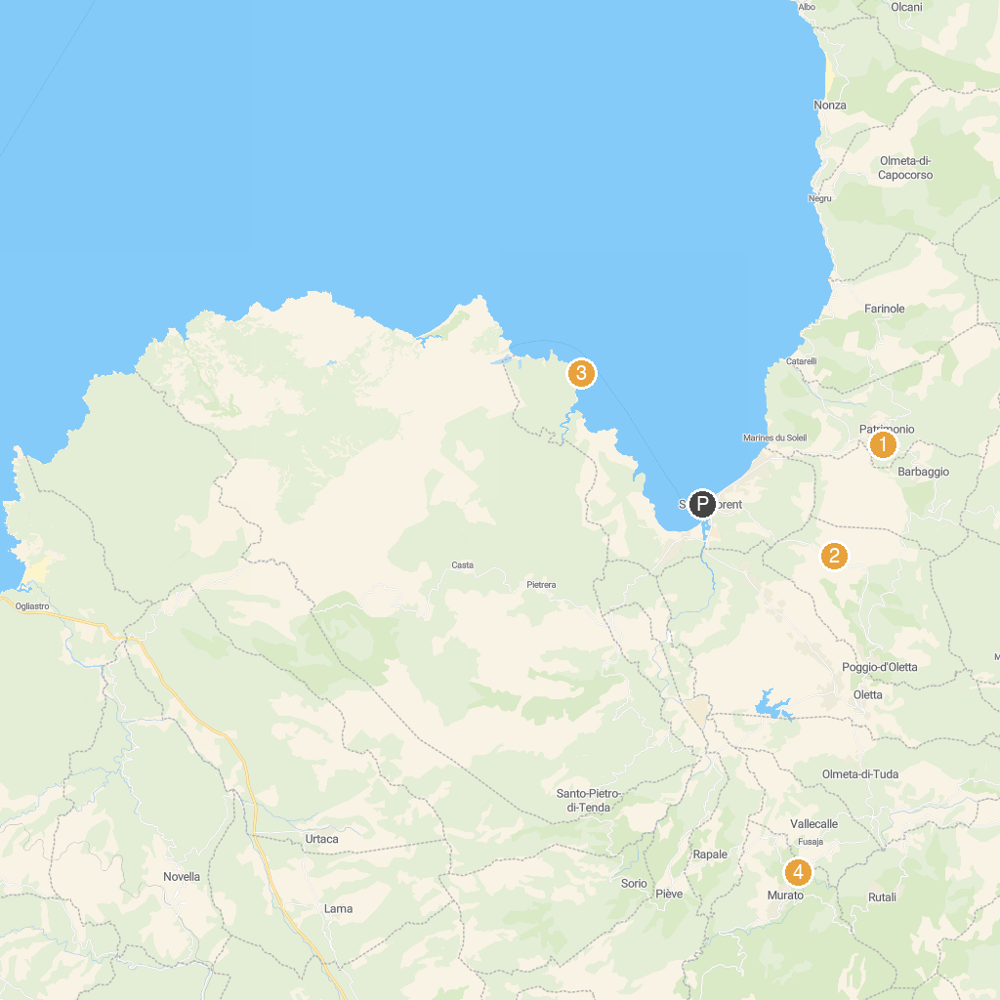 Albo
Olcani
Nonza
Olmeta-di-
Capocorso
Negru
Farinole
Catarelli
3
Patrimonio
Marines du Soleil
1
Barbaggio
P
orent
2
Casta
Pietrera
Ogliastro
Poggio-d'Oletta
Oletta
Olmeta-di-Tuda
Santo-Pietro-
di-Tenda
Vallecalle
Urtaca
Fusaja
Rapale
4
Novella
Sorio
Piève
Murato
Rutali
Lama